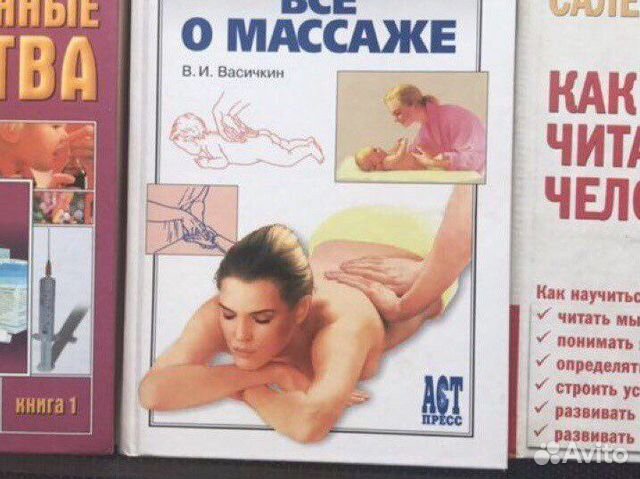 ННЫЕ
ТВА
книга 1
ВСЕ
О МАССАЖЕ
В. И. Васичкин
АСТ
ПРЕСС
САЛЕ
КАК
ЧИТА
ЧЕЛО
Как научитьс
✓ читать мы
✓ понимать
✓ определят
✓ строить ус
✓ развивать
✓ развивать
Avito